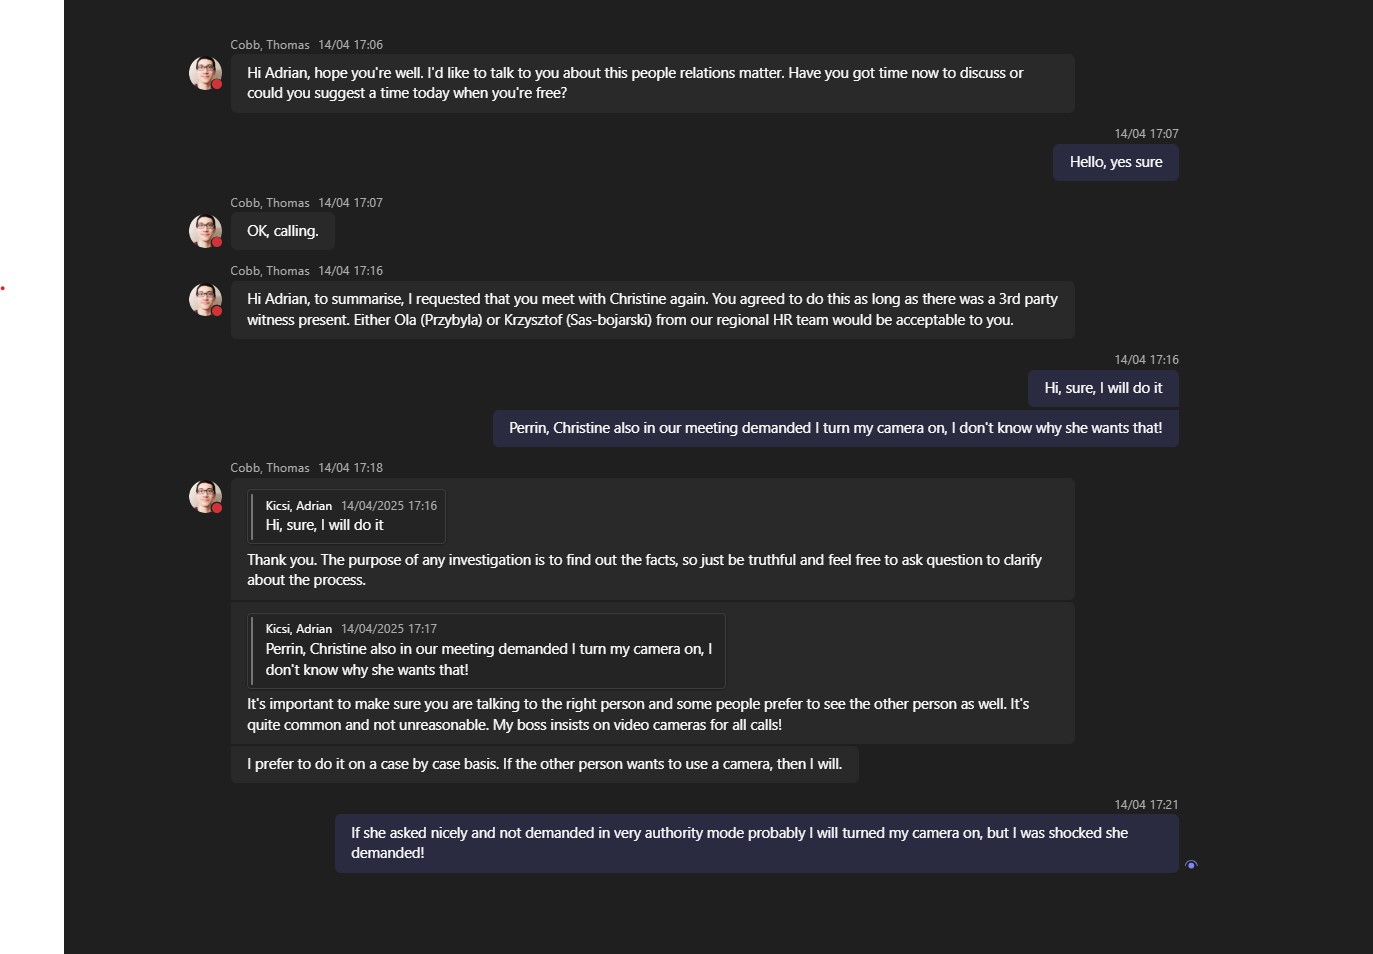 Cobb, Thomas 14/04 17:06
Hi Adrian, hope you're well. I'd like to talk to you about this people relations matter. Have you got time now to discuss or
could you suggest a time today when you're free?
14/04 17:07
Hello, yes sure
Cobb, Thomas 14/04 17:07
OK, calling.
Cobb, Thomas 14/04 17:16
Hi Adrian, to summarise, I requested that you meet with Christine again. You agreed to do this as long as there was a 3rd party
witness present. Either Ola (Przybyla) or Krzysztof (Sas-bojarski) from our regional HR team would be acceptable to you.
14/04 17:16
Hi, sure, I will do it
Perrin, Christine also in our meeting demanded I turn my camera on, I don't know why she wants that!
Cobb, Thomas 14/04 17:18
Kicsi, Adrian 14/04/2025 17:16
Hi, sure, I will do it
Thank you. The purpose of any investigation is to find out the facts, so just be truthful and feel free to ask question to clarify
about the process.
Kicsi, Adrian 14/04/2025 17:17
Perrin, Christine also in our meeting demanded I turn my camera on, I
don't know why she wants that!
It's important to make sure you are talking to the right person and some people prefer to see the other person as well. It's
quite common and not unreasonable. My boss insists on video cameras for all calls!
I prefer to do it on a case by case basis. If the other person wants to use a camera, then I will.
14/04 17:21
If she asked nicely and not demanded in very authority mode probably I will turned my camera on, but I was shocked she
demanded!